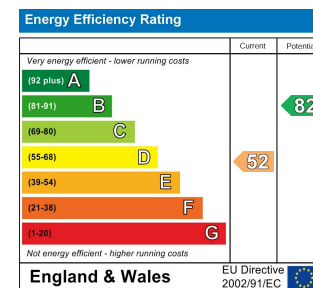 Energy Efficiency Rating
Current Potentia
Very energy efficient - lower running costs
(92 plus) A
(81-91) B
82
(69-80) C
(55-68) D
52
(39-54) E
(21-38) F
(1-20) G
Not energy efficient - higher running costs
England & Wales
EU Directive
2002/91/EC